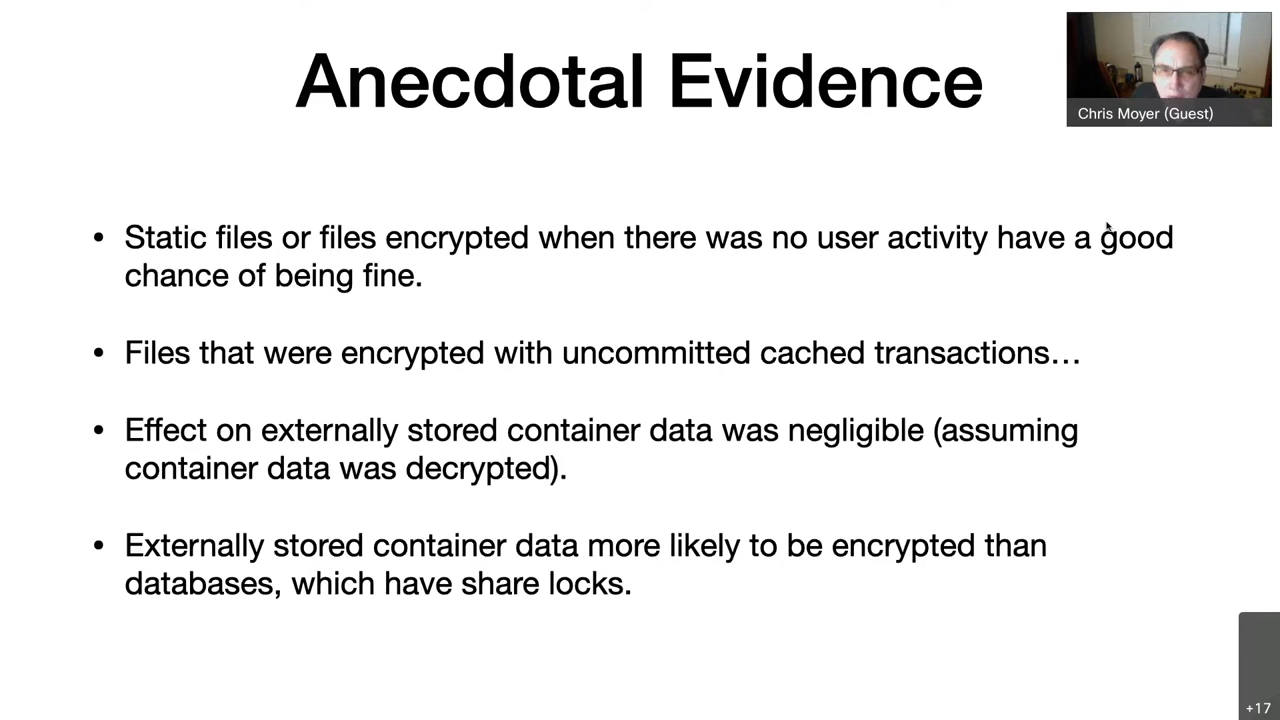 Anecdotal Evidence
Chris Moyer (Guest)
• Static files or files encrypted when there was no user activity have a good
chance of being fine.
• Files that were encrypted with uncommitted cached transactions…
• Effect on externally stored container data was negligible (assuming
container data was decrypted).
• Externally stored container data more likely to be encrypted than
databases, which have share locks.
+17